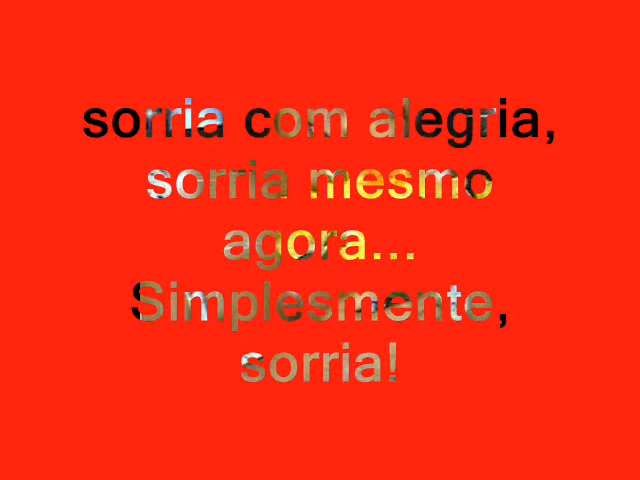 sorria com alegria,
sorria mesmo
agora...
Simplesmente,
sorria!